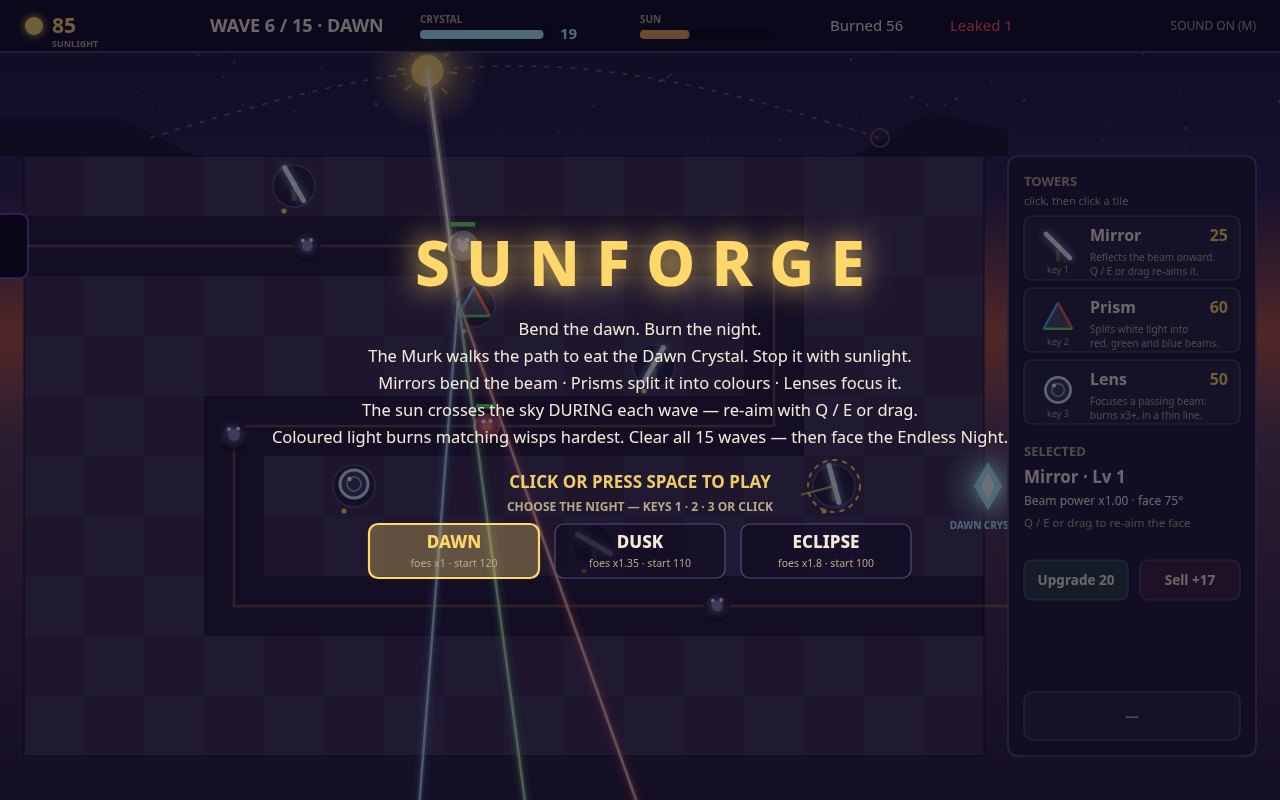 85
SUNLIGHT
WAVE 6 / 15 · DAWN
CRYSTAL
19
SUN
Burned 56
Leaked 1
SOUND ON (M)
SUNFORGE
Bend the dawn. Burn the night.
The Murk walks the path to eat the Dawn Crystal. Stop it with sunlight.
Mirrors bend the beam · Prisms split it into colours · Lenses focus it.
The sun crosses the sky DURING each wave — re-aim with Q / E or drag.
Coloured light burns matching wisps hardest. Clear all 15 waves — then face the Endless Night.
CLICK OR PRESS SPACE TO PLAY
CHOOSE THE NIGHT — KEYS 1 · 2 · 3 OR CLICK
DAWN
foes x1 · start 120
DUSK
foes x1.35 · start 110
ECLIPSE
foes x1.8 · start 100
DAWN CRYS
TOWERS
click, then click a tile
Mirror 25
Reflects the beam onward.
Q / E or drag re-aims it.
key 1
Prism 60
Splits white light into
red, green and blue beams.
key 2
Lens 50
Focuses a passing beam:
burns x3+, in a thin line.
key 3
SELECTED
Mirror · Lv 1
Beam power x1.00 · face 75°
Q / E or drag to re-aim the face
Upgrade 20
Sell +17
—